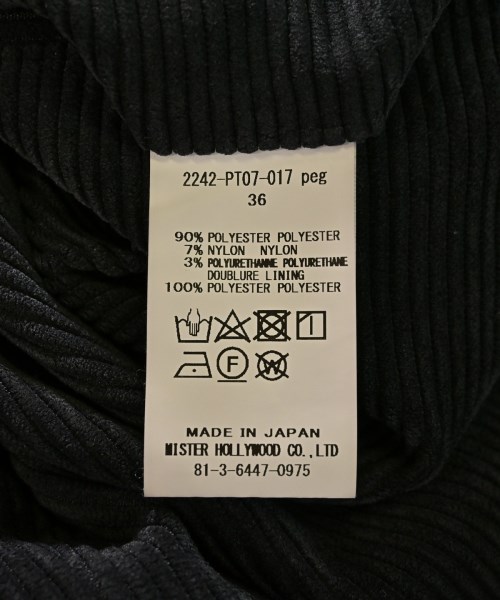 2242-PT07-017 peg
36
90% POLYESTER POLYESTER
7% NYLON NYLON
3% POLYURETHANNE POLYURETHANE
DOUBLURE LINING
100% POLYESTER POLYESTER
F W
MADE IN JAPAN
MISTER HOLLYWOOD CO.,LTD
81-3-6447-0975